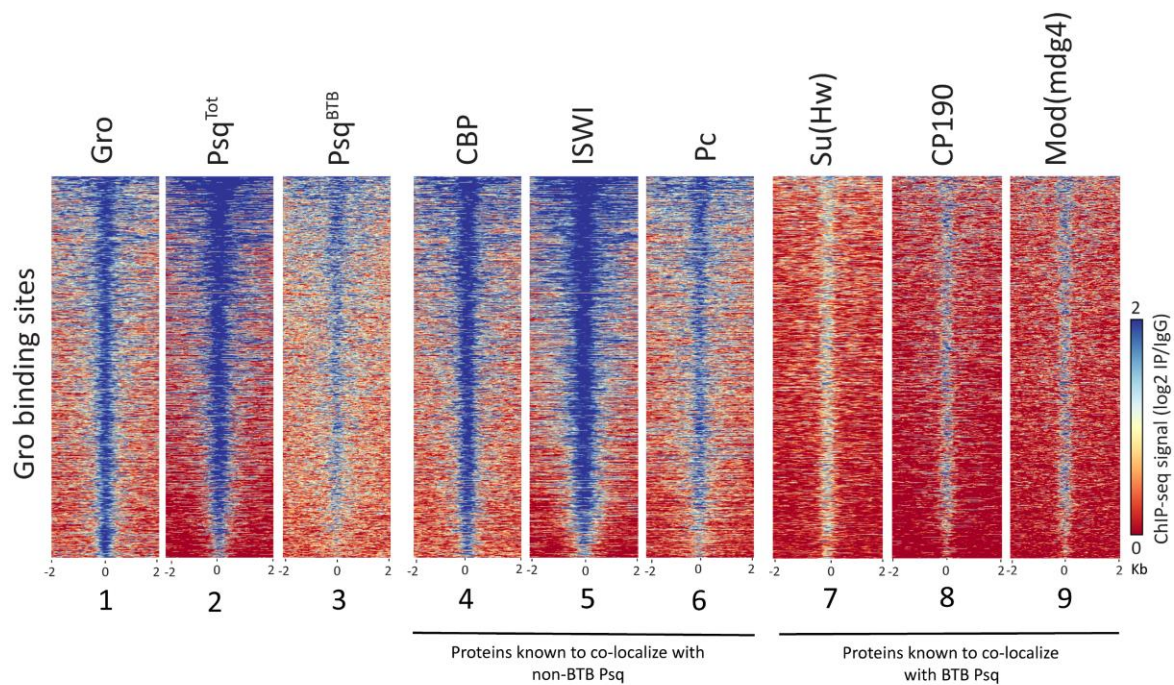 Gro
Psq^Tot
Psq^BTB
CBP
ISWI
Pc
Su(Hw)
CP190
Mod(mdg4)
Gro binding sites
2
ChIP-seq signal (log2 IP/IgG)
0
-2 0 2 -2 0 2 -2 0 2 -2 0 2 -2 0 2 -2 0 2 -2 0 2 -2 0 2 -2 0 2 Kb
1 2 3 4 5 6 7 8 9
Proteins known to co-localize with
non-BTB Psq
Proteins known to co-localize
with BTB Psq